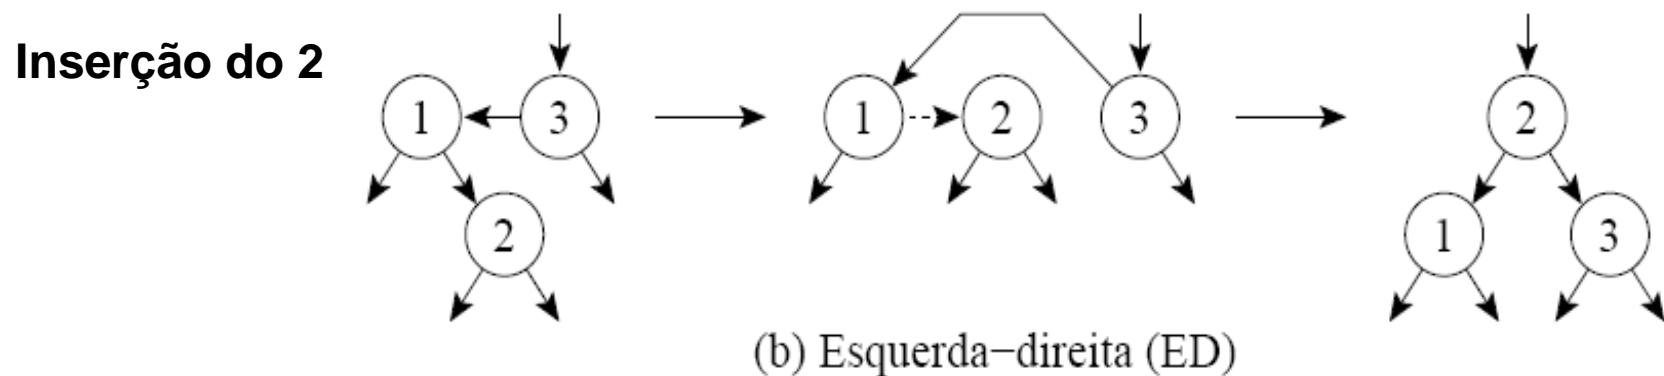 Inserção do 2
1 3 1 2 3 2
2 1 3
(b) Esquerda−direita (ED)